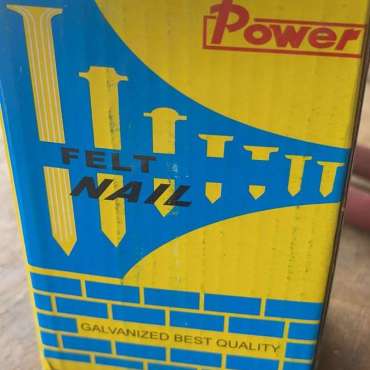 Power
FELT
NAIL
GALVANIZED BEST QUALITY